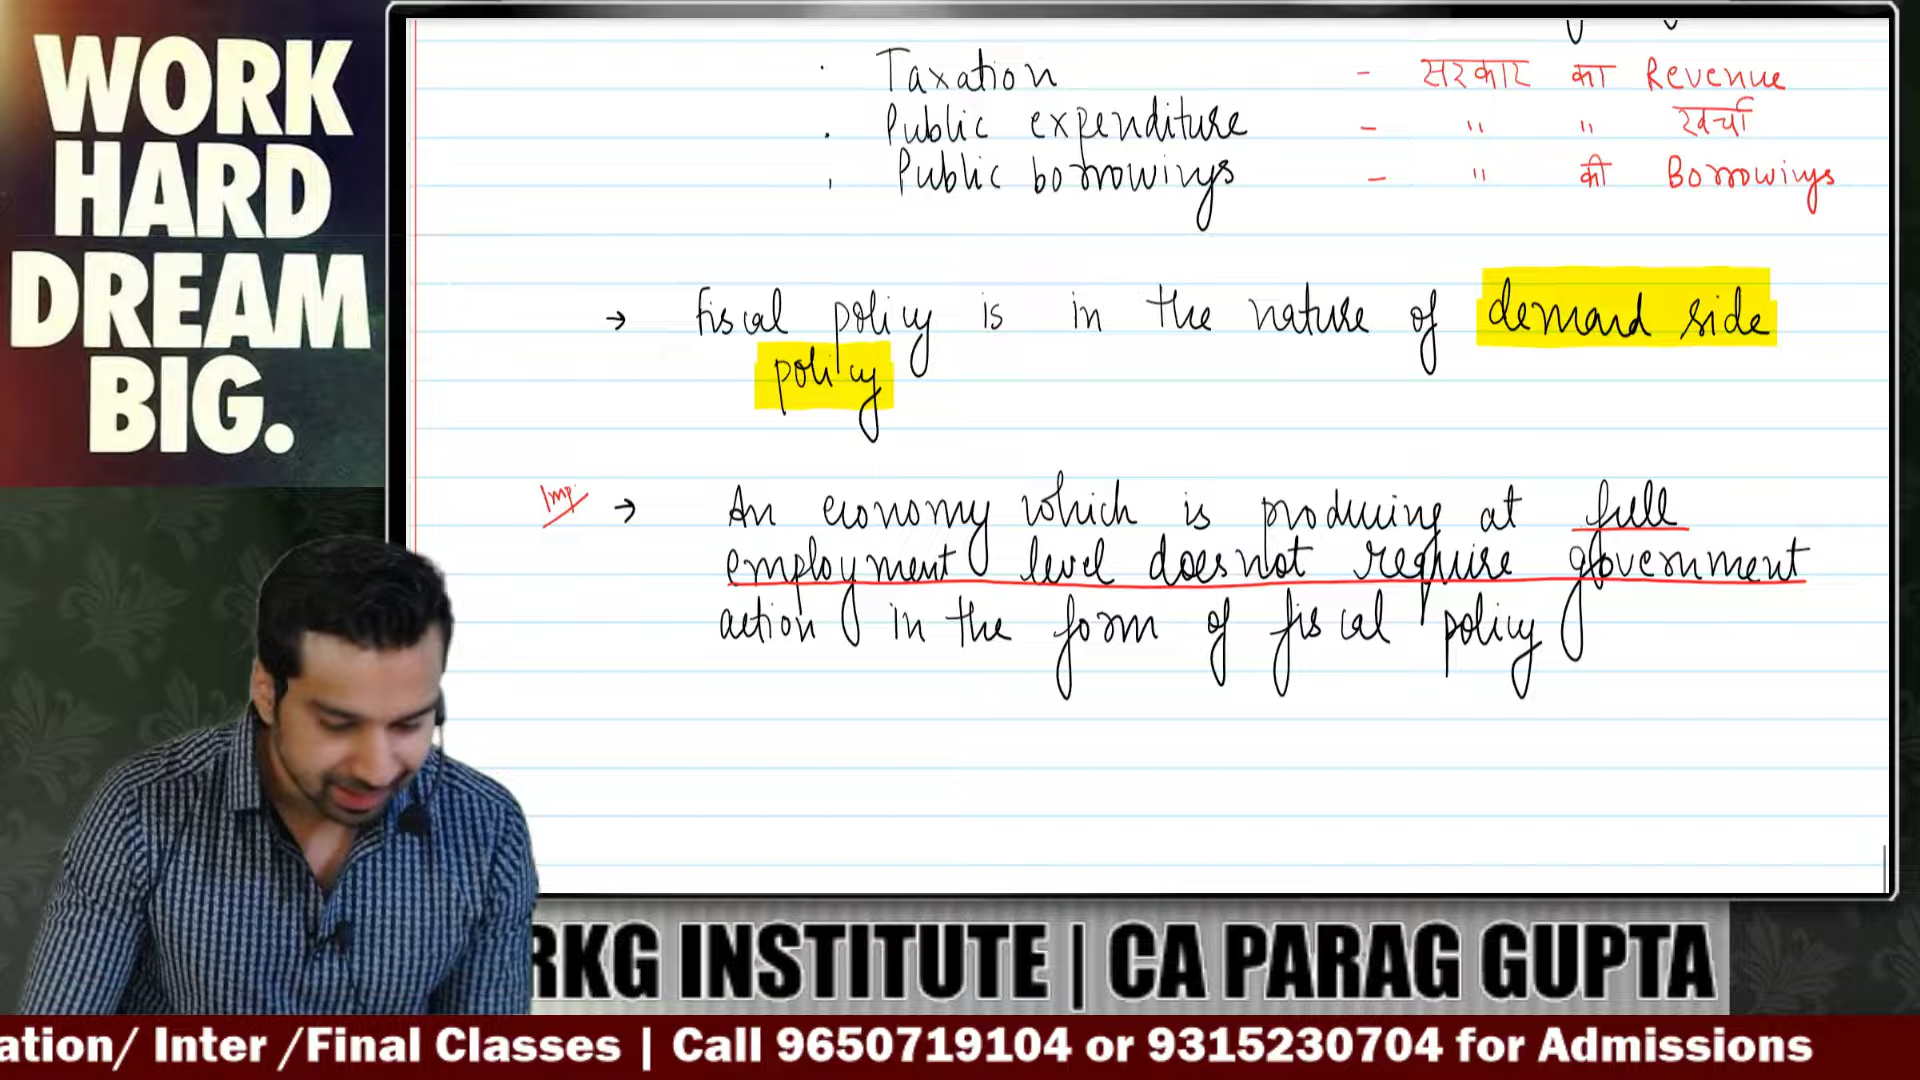 WORK
HARD
DREAM
BIG.
· Taxation - सरकार का Revenue
· Public expenditure - " " खर्चा
· Public borrowings - " की Borrowings
→ fiscal policy is in the nature of demand side
policy
Imp. → An economy which is producing at full
employment level does not require government
action in the form of fiscal policy
RKG INSTITUTE | CA PARAG GUPTA
ation/ Inter /Final Classes | Call 9650719104 or 9315230704 for Admissions